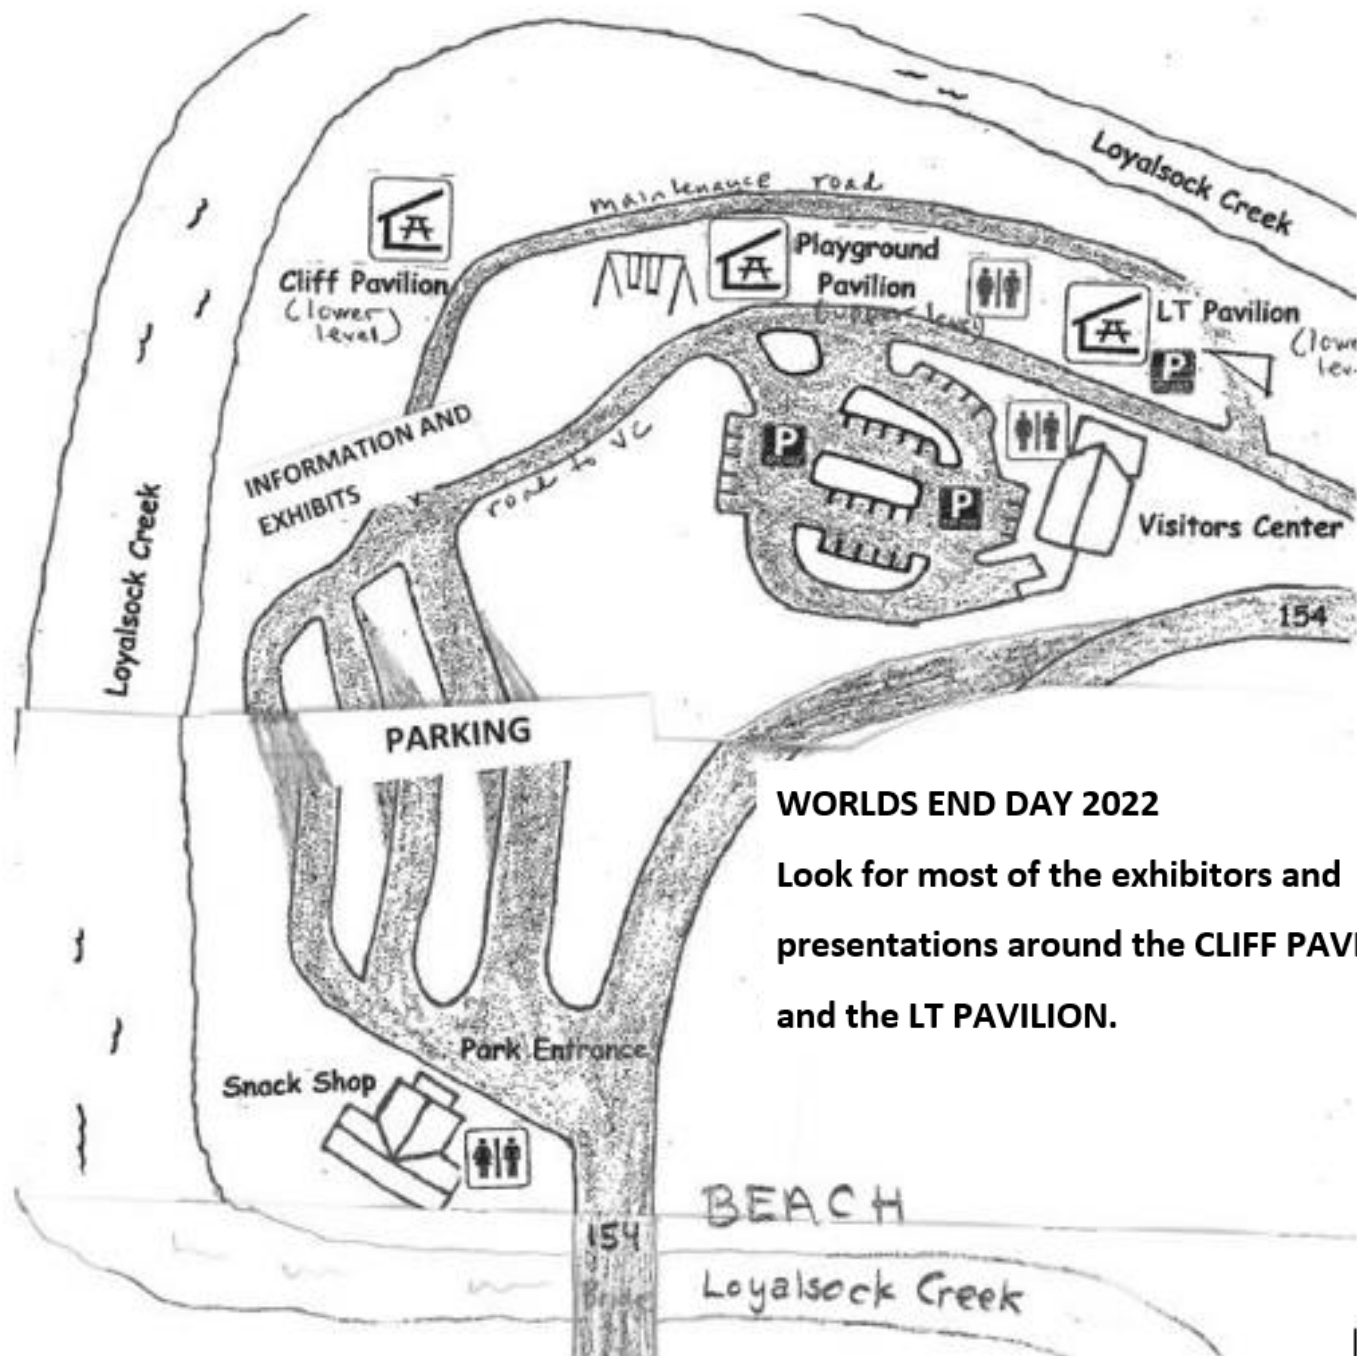 Loyalsock Creek
maintenance road
Playground
Pavilion
(upper level)
Cliff Pavilion
(lower
level)
LT Pavilion
P
INFORMATION AND
EXHIBITS
road to VC
P
P
Visitors Center
Loyalsock Creek
154
PARKING
WORLDS END DAY 2022
Look for most of the exhibitors and
presentations around the CLIFF
and the LT PAVILION.
Park Entrance
Snack Shop
BEACH
154
Loyalsock Creek